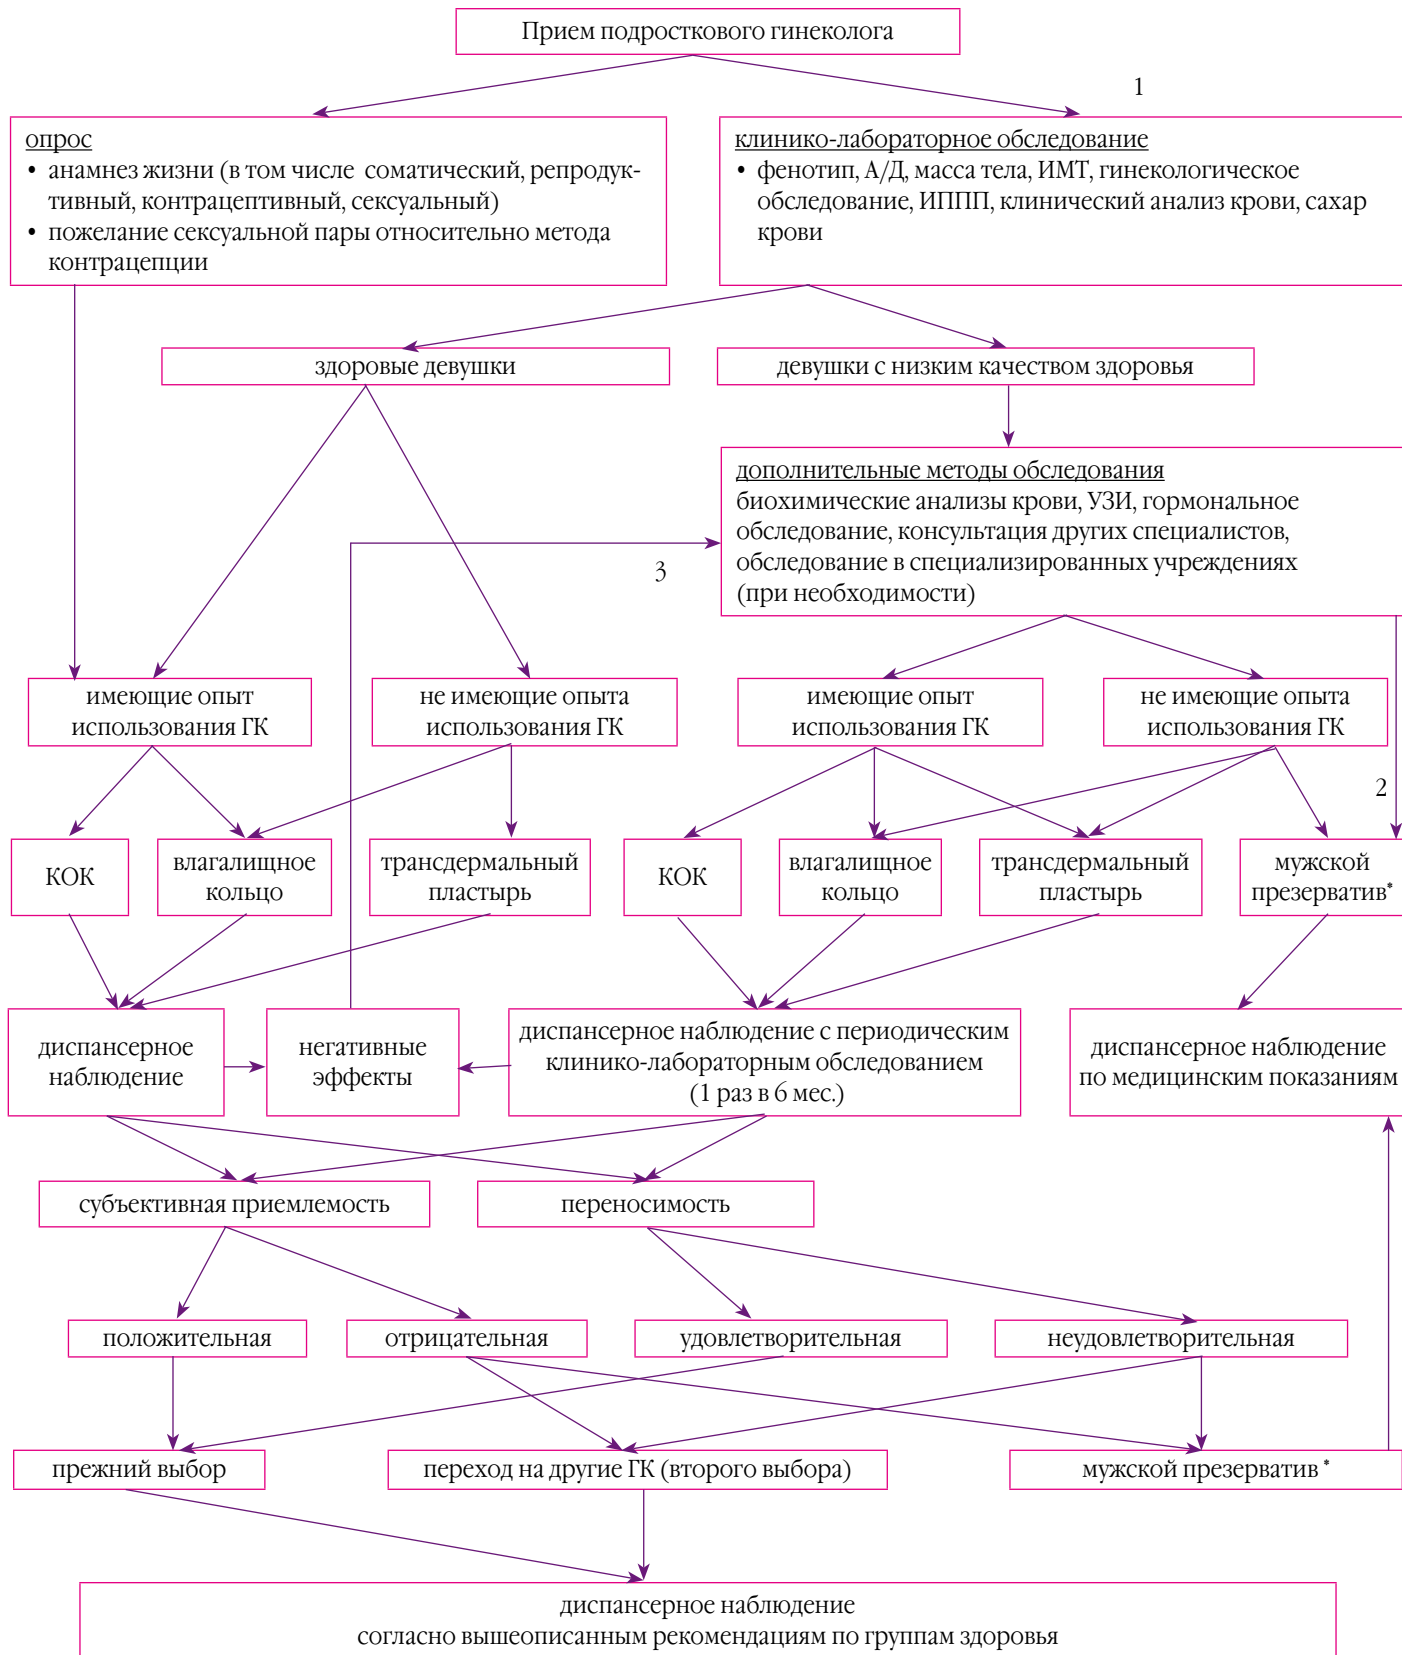 Прием подросткового гинеколога
1
опрос
• анамнез жизни (в том числе соматический, репродук-
тивный, контрацептивный, сексуальный)
• пожелание сексуальной пары относительно метода
контрацепции
клинико-лабораторное обследование
• фенотип, А/Д, масса тела, ИМТ, гинекологическое
обследование, ИППП, клинический анализ крови, сахар
крови
здоровые девушки
девушки с низким качеством здоровья
дополнительные методы обследования
биохимические анализы крови, УЗИ, гормональное
обследование, консультация других специалистов,
обследование в специализированных учреждениях
(при необходимости)
3
имеющие опыт
использования ГК
не имеющие опыта
использования ГК
имеющие опыт
использования ГК
не имеющие опыта
использования ГК
2
КОК
влагалищное
кольцо
трансдермальный
пластырь
КОК
влагалищное
кольцо
трансдермальный
пластырь
мужской
презерватив*
диспансерное
наблюдение
негативные
эффекты
диспансерное наблюдение с периодическим
клинико-лабораторным обследованием
(1 раз в 6 мес.)
диспансерное наблюдение
по медицинским показаниям
субъективная приемлемость
переносимость
положительная
отрицательная
удовлетворительная
неудовлетворительная
прежний выбор
переход на другие ГК (второго выбора)
мужской презерватив *
диспансерное наблюдение
согласно вышеописанным рекомендациям по группам здоровья